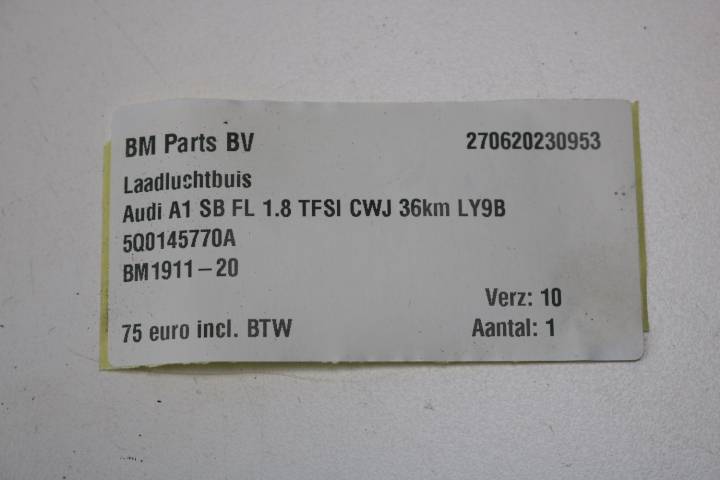 BM Parts BV 270620230953
Laadluchtbuis
Audi A1 SB FL 1.8 TFSI CWJ 36km LY9B
5Q0145770A
BM1911-20
Verz: 10
75 euro incl. BTW Aantal: 1